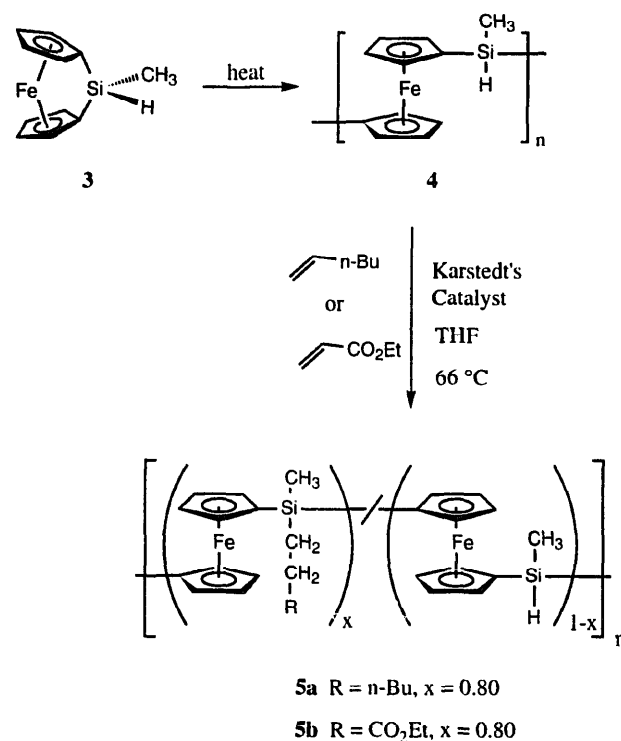 Fe
Si
CH3
H
3
heat
CH3
Si
H
Fe
n
4
n-Bu
or
CO2Et
Karstedt's
Catalyst
THF
66 °C
CH3
Si
Fe
CH2
CH2
R
x
Fe
CH3
Si
H
1-x
n
5a R = n-Bu, x = 0.80
5b R = CO2Et, x = 0.80